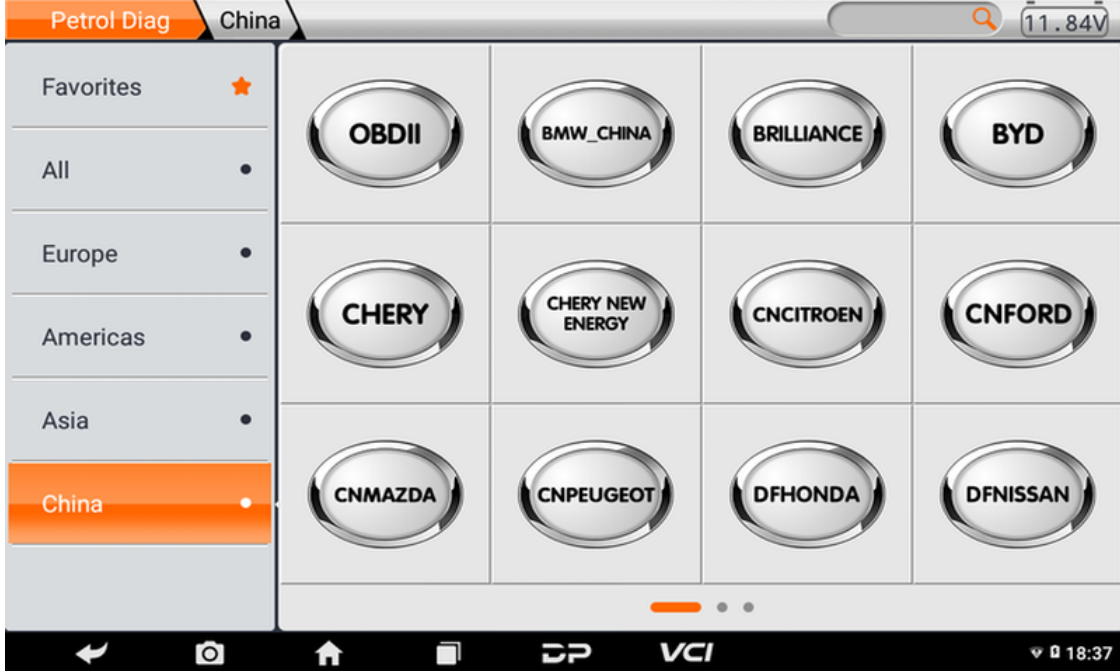 Petrol Diag
China
11.84V
Favorites
All
Europe
Americas
Asia
China
OBDII
BMW_CHINA
BRILLIANCE
BYD
CHERY
CHERY NEW
ENERGY
CNCITROEN
CNFORD
CNMAZDA
CNPEUGEOT
DFHONDA
DFNISSAN
DP
VCI
18:37